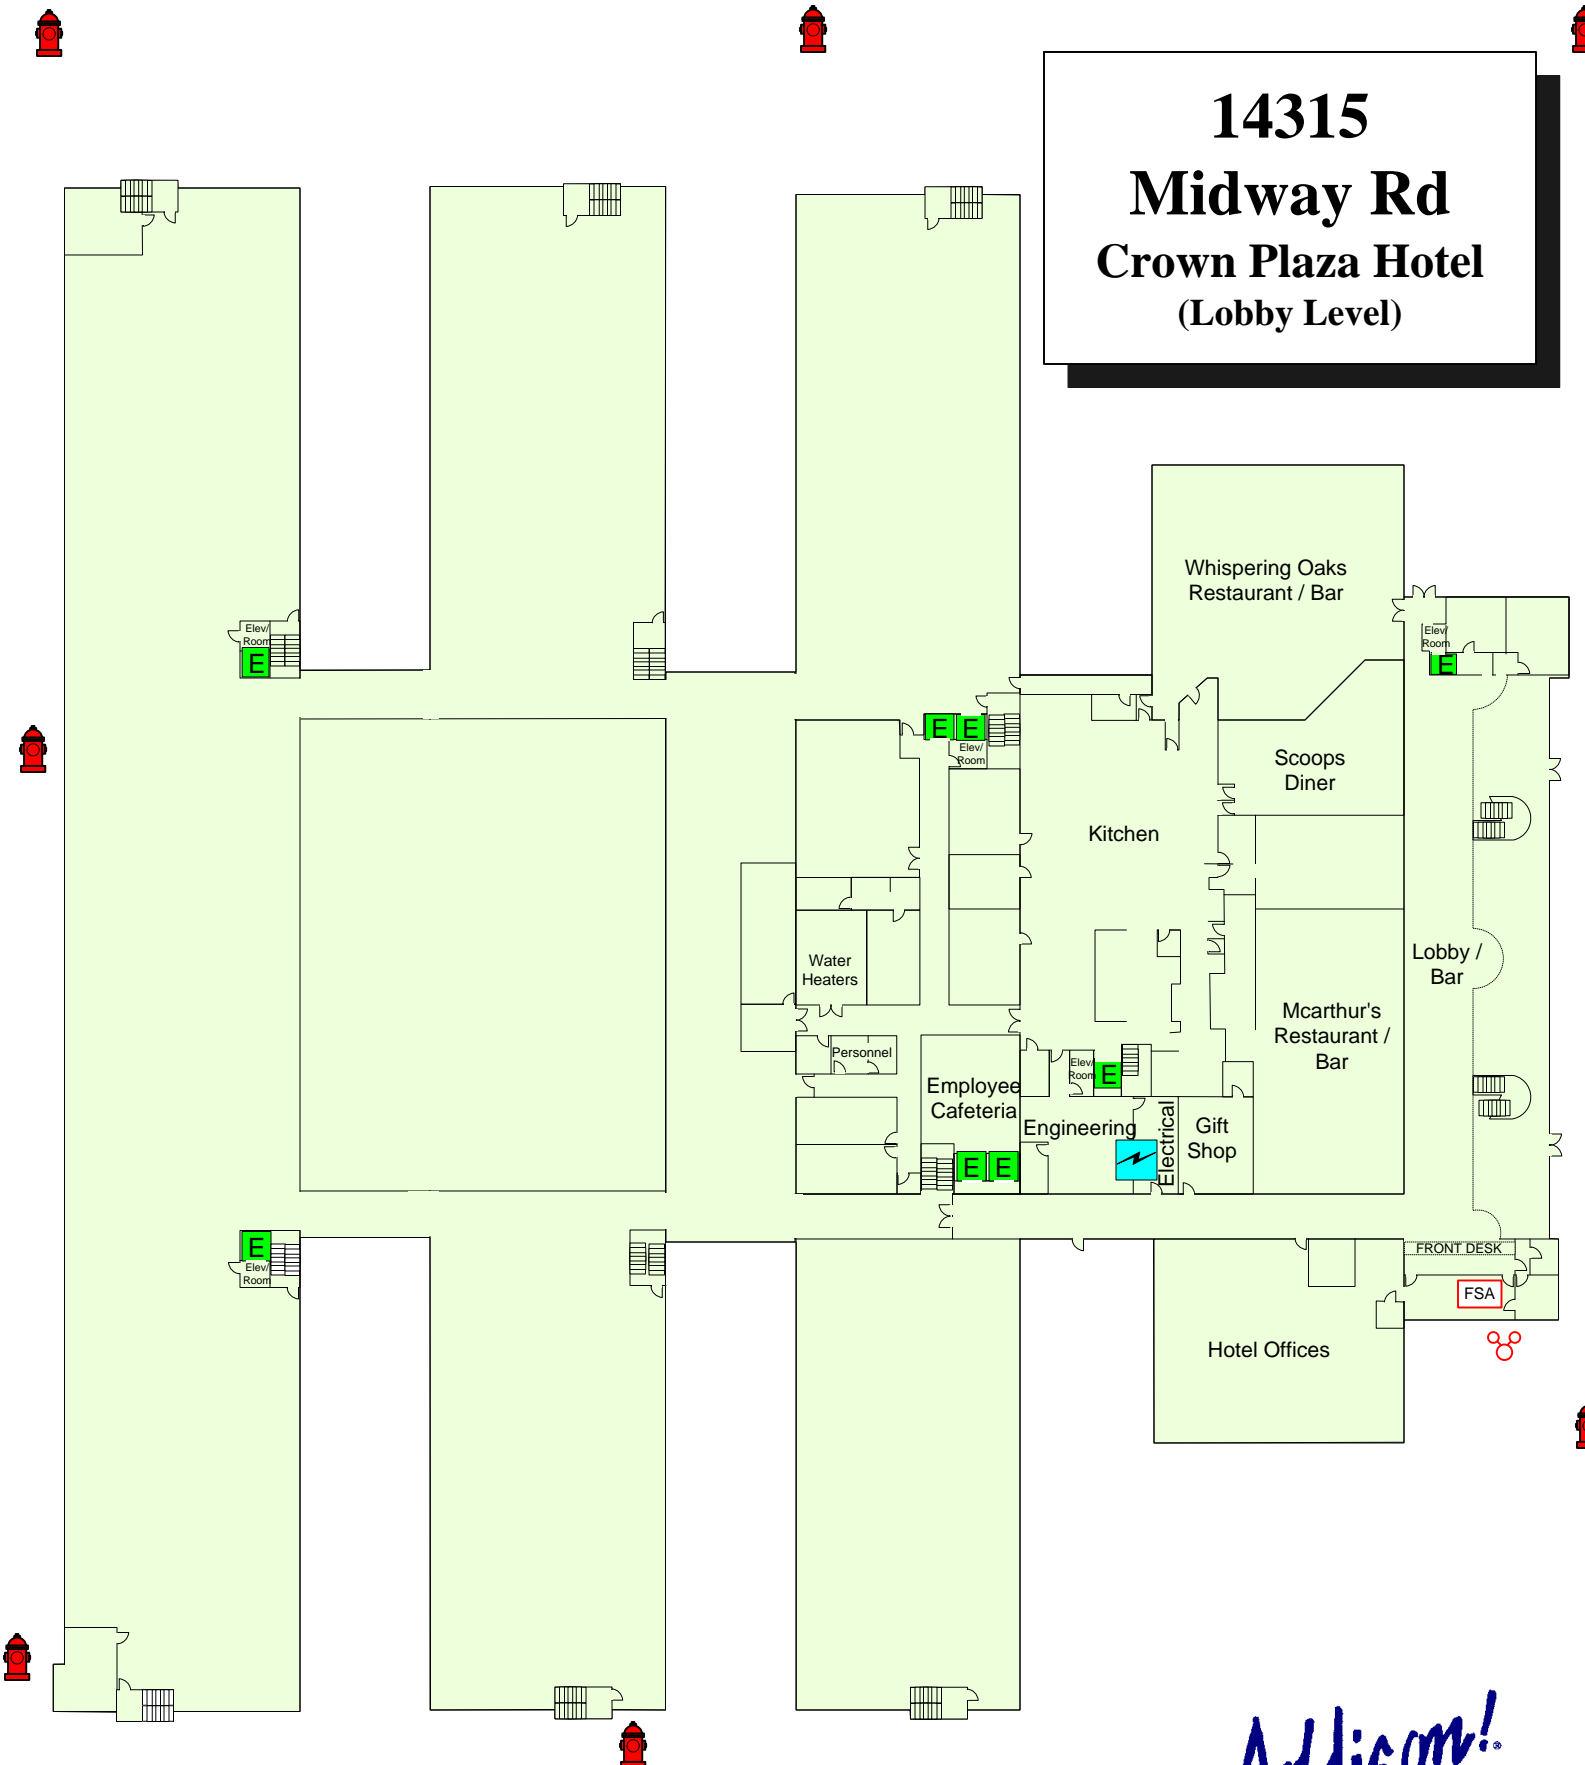 14315
Midway Rd
Crown Plaza Hotel
(Lobby Level)
Whispering Oaks
Restaurant / Bar
Elev/
Room
E
Elev/
Room
E
E
E
Elev/
Room
Scoops
Diner
Kitchen
Water
Heaters
Lobby /
Bar
Mcarthur's
Restaurant /
Bar
Personnel
Elev/
Room
E
Employee
Cafeteria
Engineering
Electrical
Gift
Shop
E
E
E
Elev/
Room
FRONT DESK
FSA
Hotel Offices
Addison!
®